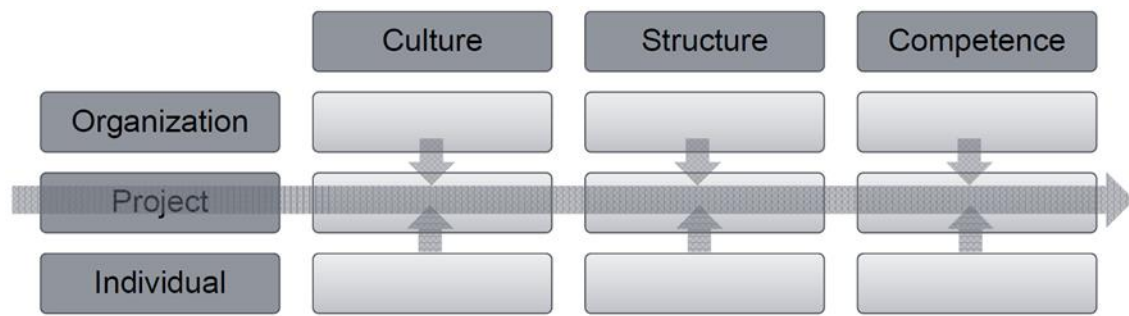 Culture Structure Competence
Organization
Project
Individual